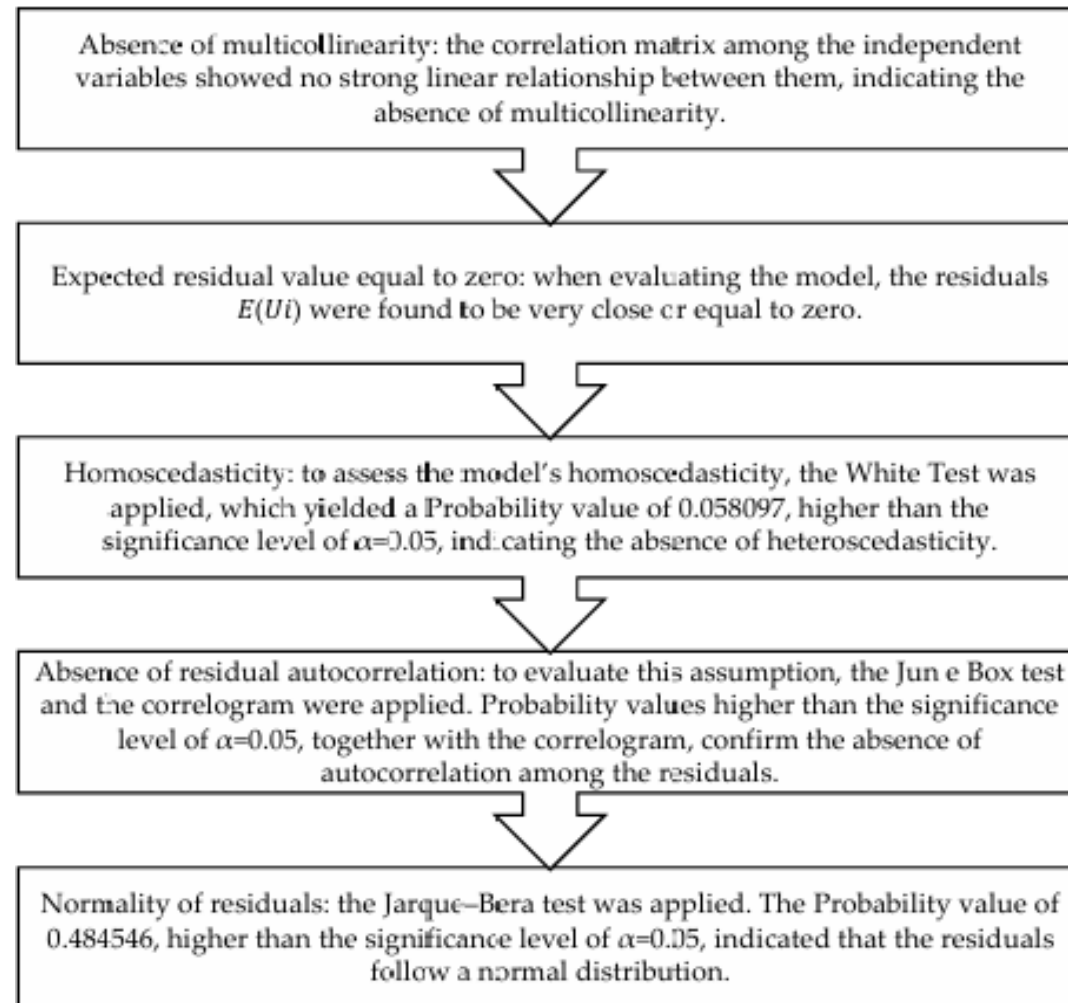 Absence of multicollinearity: the correlation matrix among the independent
variables showed no strong linear relationship between them, indicating the
absence of multicollinearity.
Expected residual value equal to zero: when evaluating the model, the residuals
E(Ui) were found to be very close or equal to zero.
Homoscedasticity: to assess the model's homoscedasticity, the White Test was
applied, which yielded a Probability value of 0.058097, higher than the
significance level of α=0.05, indicating the absence of heteroscedasticity.
Absence of residual autocorrelation: to evaluate this assumption, the Jun e Box test
and the correlogram were applied. Probability values higher than the significance
level of α=0.05, together with the correlogram, confirm the absence of
autocorrelation among the residuals.
Normality of residuals: the Jarque–Bera test was applied. The Probability value of
0.484546, higher than the significance level of α=0.05, indicated that the residuals
follow a normal distribution.